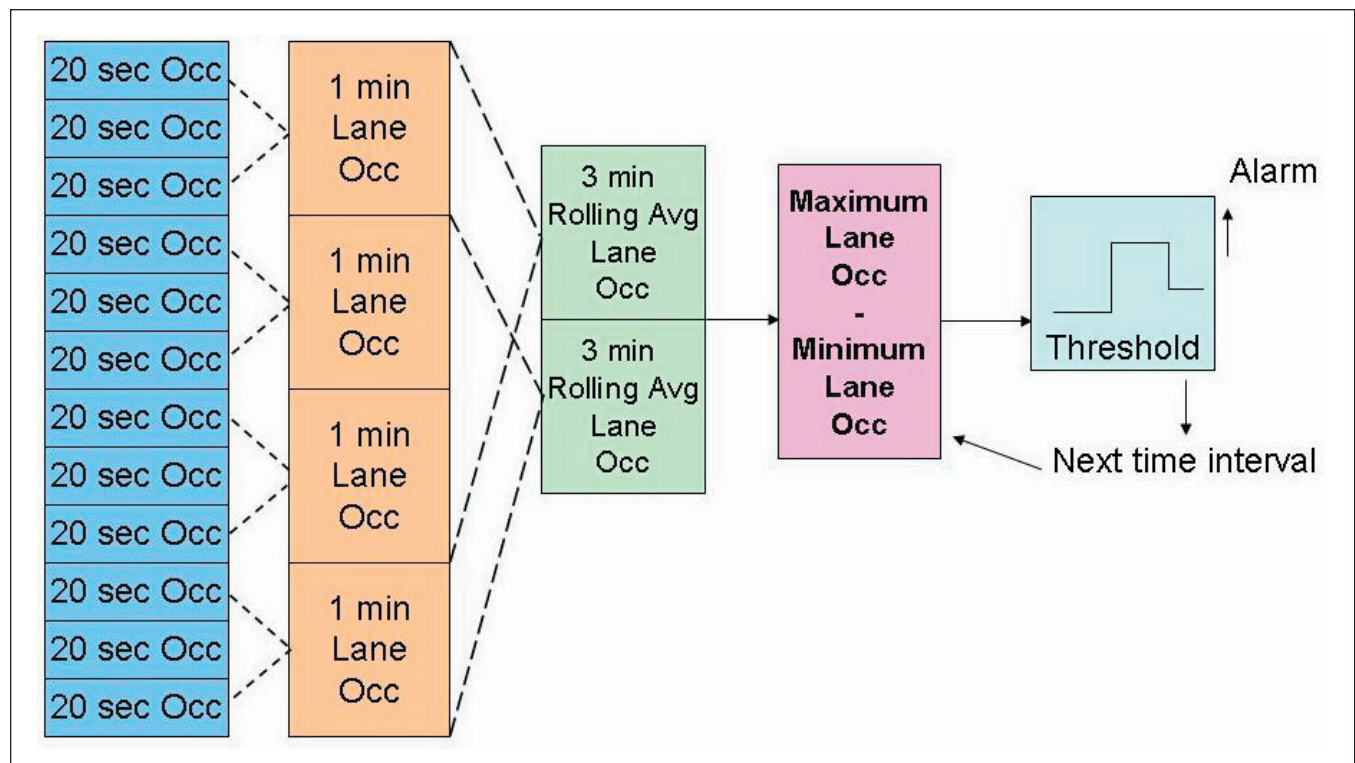 20 sec Occ
20 sec Occ
20 sec Occ
20 sec Occ
20 sec Occ
20 sec Occ
20 sec Occ
20 sec Occ
20 sec Occ
20 sec Occ
20 sec Occ
20 sec Occ
1 min
Lane
Occ
1 min
Lane
Occ
1 min
Lane
Occ
1 min
Lane
Occ
3 min
Rolling Avg
Lane
Occ
3 min
Rolling Avg
Lane
Occ
Maximum
Lane
Occ
-
Minimum
Lane
Occ
Threshold
Alarm
Next time interval